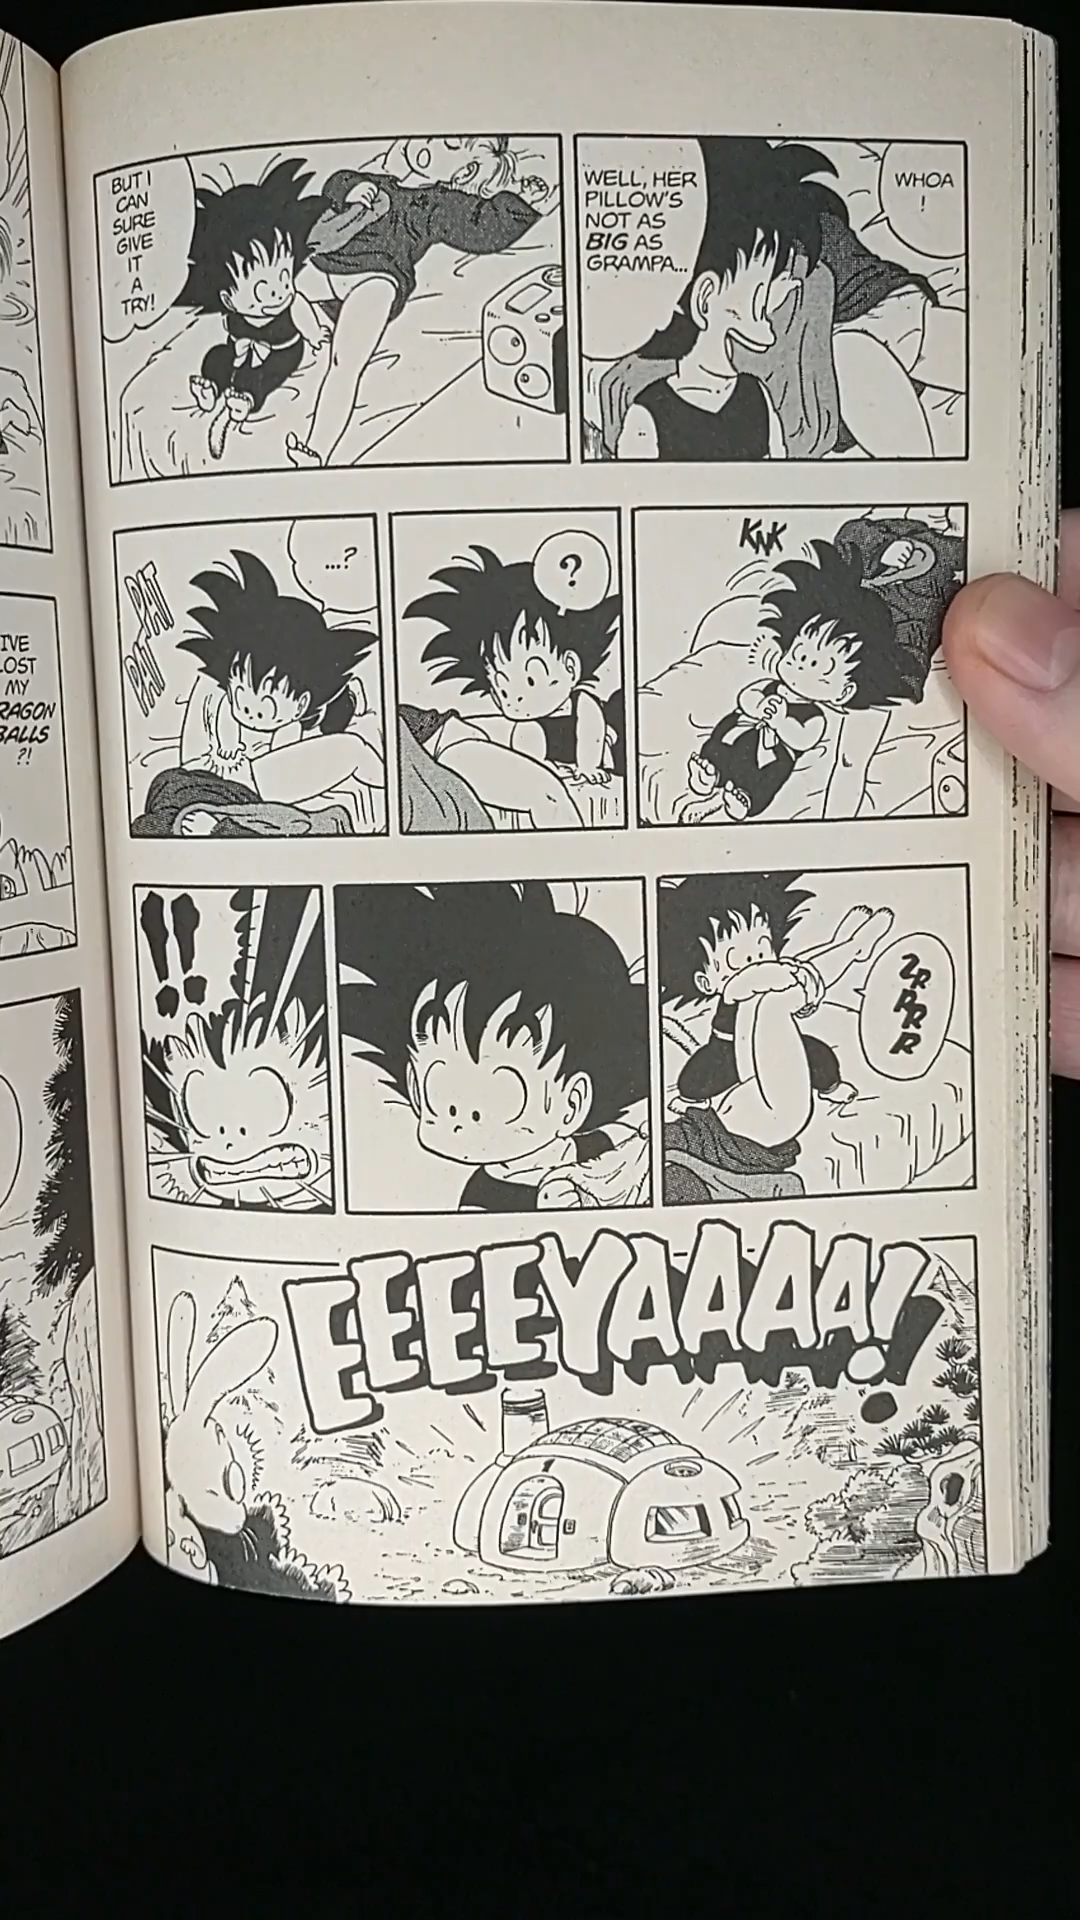 IVE
LOST
MY
RAGON
BALLS
?!
BUT I
CAN
SURE
GIVE
IT
A
TRY!
WELL, HER
PILLOW'S
NOT AS
BIG AS
GRAMPA...
WHOA
!
PAT
PAT
...?
?
KNK
!!
ZR
R R
R
EEEEYAAAA!